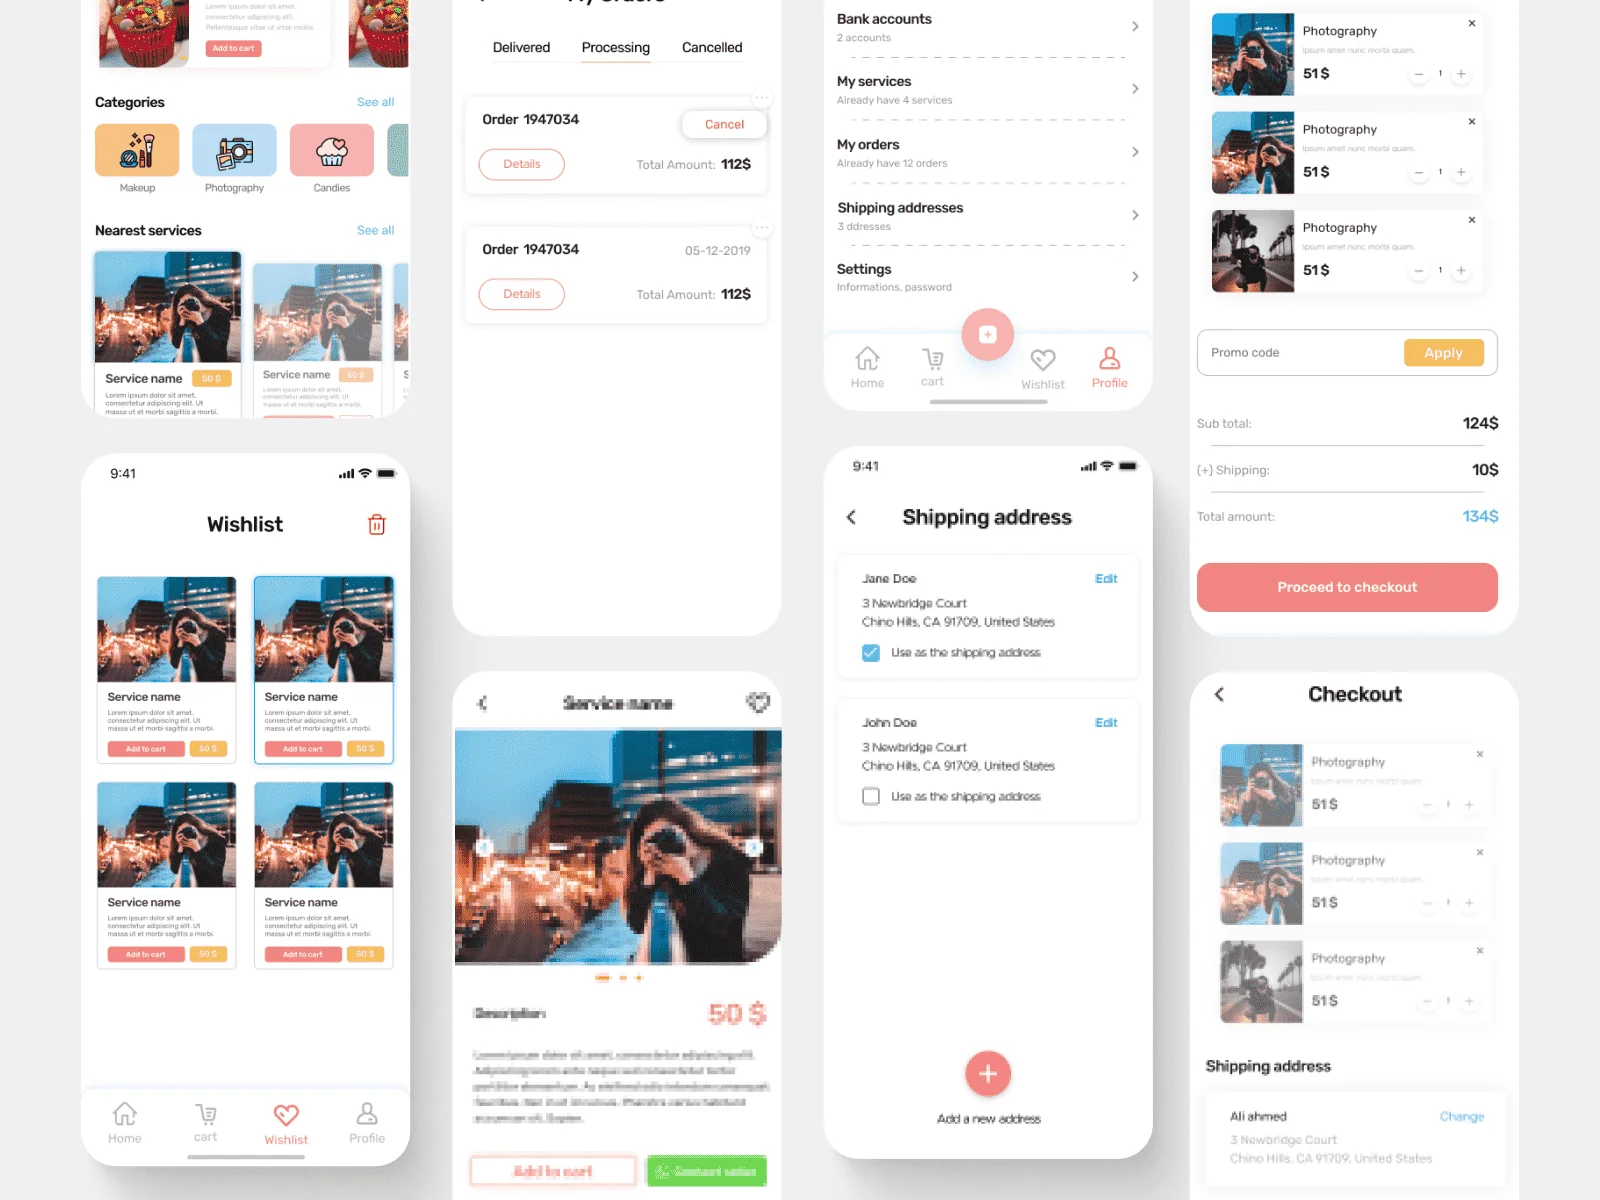 Lorem ipsum dolor sit amet,
consectetur adipiscing elit.
Pellentesque vitae ut vitae cras.
Add to cart
Categories
See all
Makeup
Photography
Candies
Nearest services
See all
Service name
50 $
Lorem ipsum dolor sit amet,
consectetur adipiscing elit. Ut
massa ut et morbi sagittis a morbi.
Service name
50 $
Lorem ipsum dolor sit amet,
consectetur adipiscing elit. Ut
massa ut et morbi sagittis a morbi.
S
9:41
Wishlist
Service name
Lorem ipsum dolor sit amet,
consectetur adipiscing elit. Ut
massa ut et morbi sagittis a morbi.
Add to cart
50 $
Service name
Lorem ipsum dolor sit amet,
consectetur adipiscing elit. Ut
massa ut et morbi sagittis a morbi.
Add to cart
50 $
Service name
Lorem ipsum dolor sit amet,
consectetur adipiscing elit. Ut
massa ut et morbi sagittis a morbi.
Add to cart
50 $
Service name
Lorem ipsum dolor sit amet,
consectetur adipiscing elit. Ut
massa ut et morbi sagittis a morbi.
Add to cart
50 $
Home
cart
Wishlist
Profile
My Orders
Delivered
Processing
Cancelled
Order 1947034
Cancel
Details
Total Amount: 112$
Order 1947034
05-12-2019
Details
Total Amount: 112$
Service name
Description
50 $
Lorem ipsum dolor sit amet, consectetur adipiscing elit.
Add to cart
Bank accounts
2 accounts
My services
Already have 4 services
My orders
Already have 12 orders
Shipping addresses
3 ddresses
Settings
Informations, password
Home
cart
Wishlist
Profile
9:41
Shipping address
Jane Doe
Edit
3 Newbridge Court
Chino Hills, CA 91709, United States
Use as the shipping address
John Doe
Edit
3 Newbridge Court
Chino Hills, CA 91709, United States
Use as the shipping address
Add a new address
Photography
Ipsum amet nunc morbi quam.
51 $
1
Photography
Ipsum amet nunc morbi quam.
51 $
1
Photography
Ipsum amet nunc morbi quam.
51 $
1
Promo code
Apply
Sub total:
124$
(+) Shipping:
10$
Total amount:
134$
Proceed to checkout
Checkout
Photography
Ipsum amet nunc morbi quam.
51 $
1
Photography
Ipsum amet nunc morbi quam.
51 $
1
Photography
Ipsum amet nunc morbi quam.
51 $
1
Shipping address
Ali ahmed
Change
3 Newbridge Court
Chino Hills, CA 91709, United States